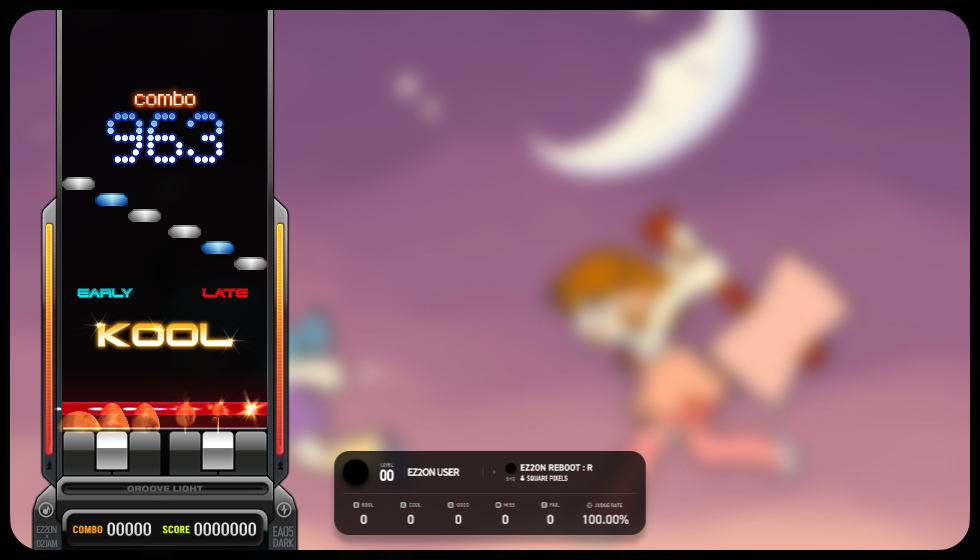 combo
963
EARLY LATE
KOOL
GROOVE LIGHT
COMBO 00000 SCORE 0000000
EZ2ON
X
O2JAM
EA05
DARK
LEVEL
00
EZ2ON USER
EZ2ON REBOOT : R
SQUARE PIXELS
KOOL COOL GOOD MISS FAIL JUDGE RATE
0 0 0 0 0 100.00%